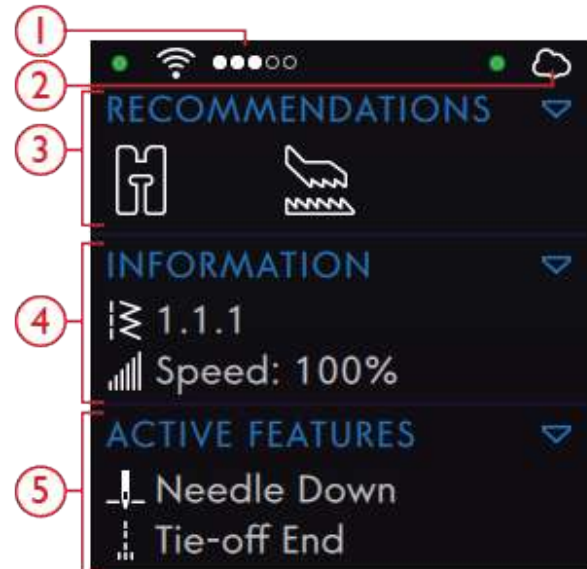 1
2
RECOMMENDATIONS
3
INFORMATION
4
1.1.1
Speed: 100%
ACTIVE FEATURES
5
Needle Down
Tie-off End